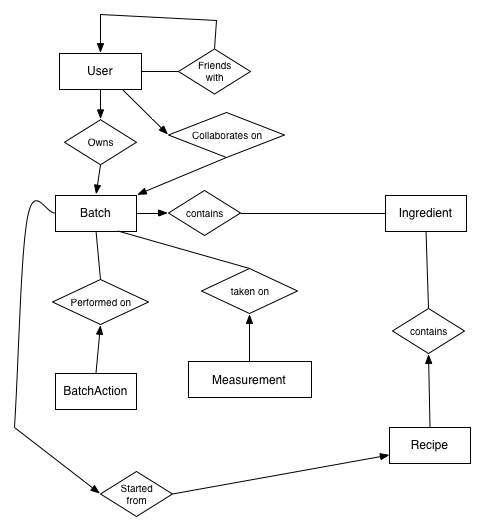 User
Friends
with
Owns
Collaborates on
Batch
contains
Ingredient
Performed on
taken on
contains
BatchAction
Measurement
Recipe
Started
from